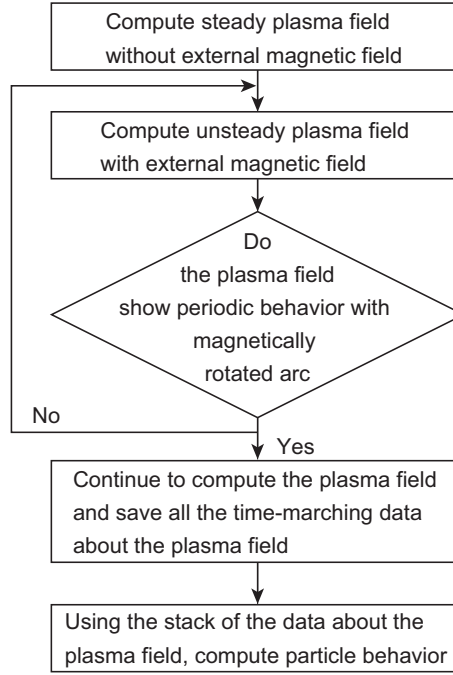 Compute steady plasma field
without external magnetic field
Compute unsteady plasma field
with external magnetic field
Do
the plasma field
show periodic behavior with
magnetically
rotated arc
No
Yes
Continue to compute the plasma field
and save all the time-marching data
about the plasma field
Using the stack of the data about the
plasma field, compute particle behavior